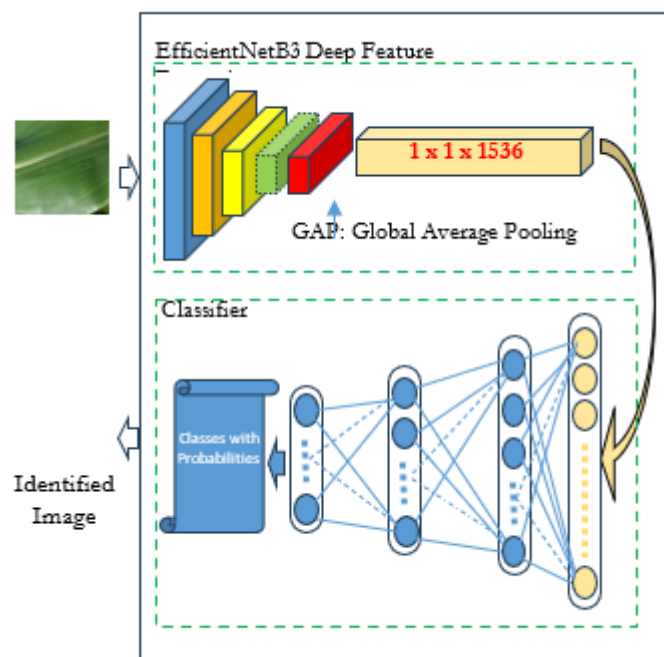 EfficientNetB3 Deep Feature
1 x 1 x 1536
GAP: Global Average Pooling
Classifier
Classes with
Probabilities
Identified
Image